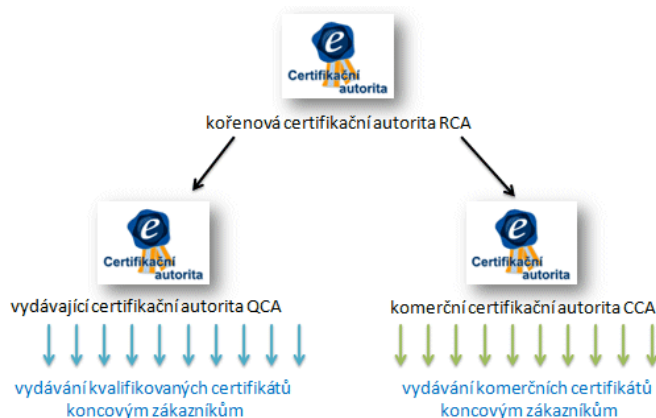 e
Certifikační
autorita
kořenová certifikační autorita RCA
e
Certifikační
autorita
vydávající certifikační autorita QCA
vydávání kvalifikovaných certifikátů
koncovým zákazníkům
e
Certifikační
autorita
komerční certifikační autorita CCA
vydávání komerčních certifikátů
koncovým zákazníkům